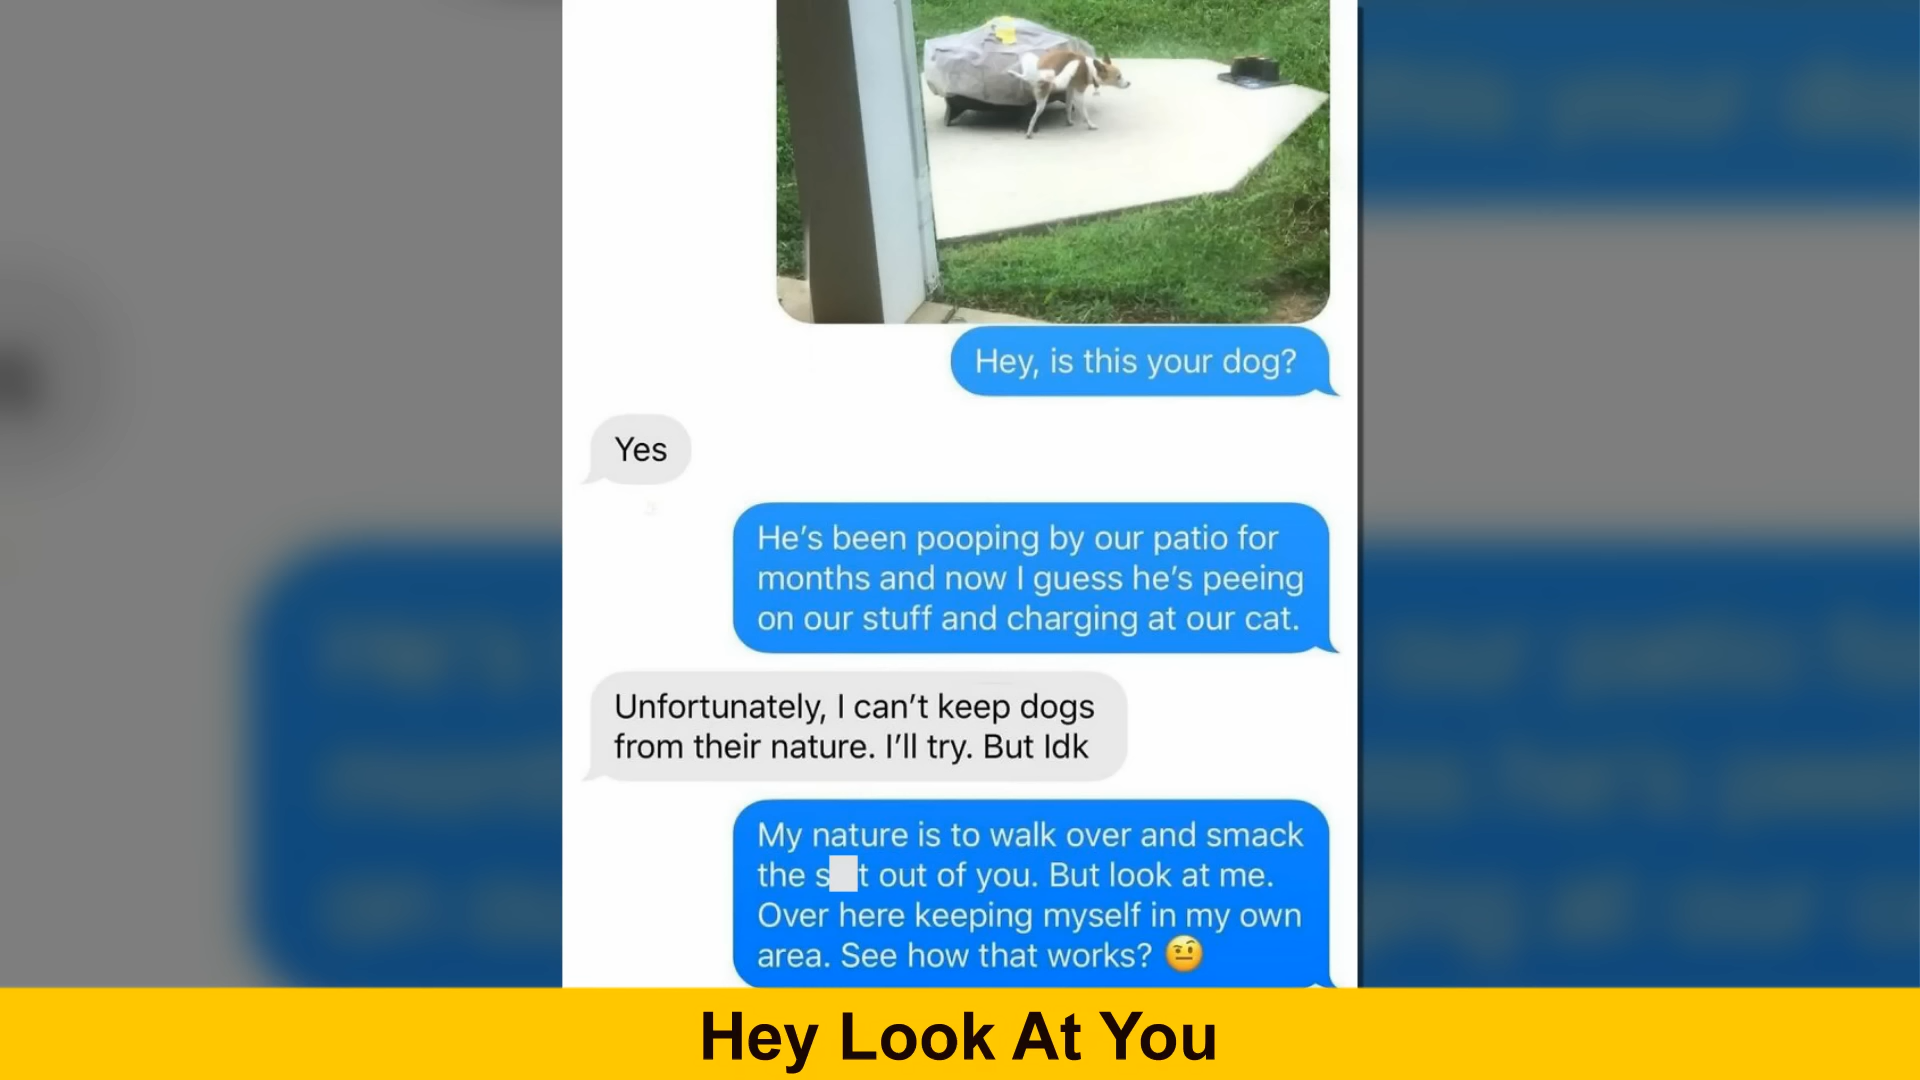 Hey, is this your dog?
Yes
He’s been pooping by our patio for
months and now I guess he’s peeing
on our stuff and charging at our cat.
Unfortunately, I can’t keep dogs
from their nature. I’ll try. But Idk
My nature is to walk over and smack
the s t out of you. But look at me.
Over here keeping myself in my own
area. See how that works? 🤨
Hey Look At You